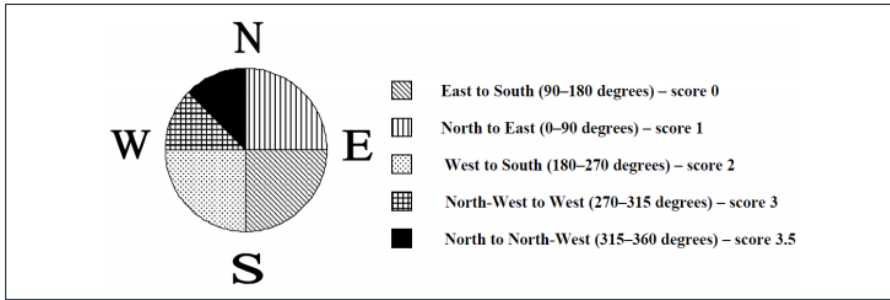 N
W
E
S
East to South (90–180 degrees) – score 0
North to East (0–90 degrees) – score 1
West to South (180–270 degrees) – score 2
North-West to West (270–315 degrees) – score 3
North to North-West (315–360 degrees) – score 3.5